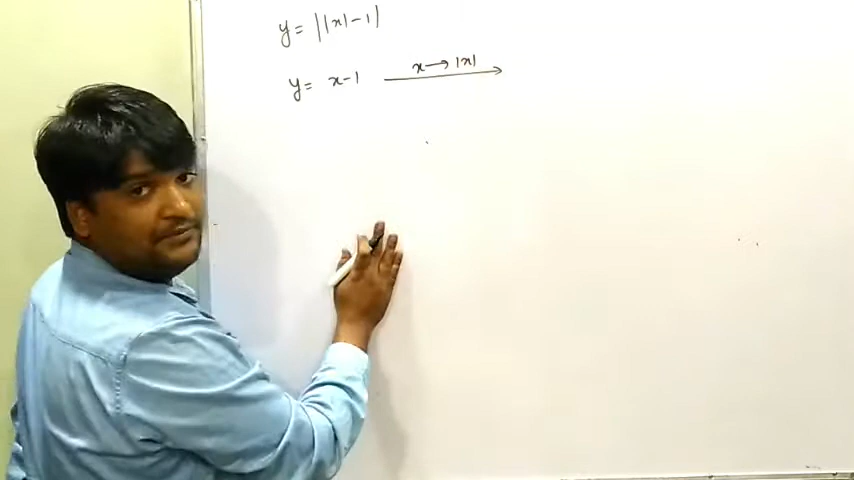 y = ||x|-1|
y = x-1 x→|x|